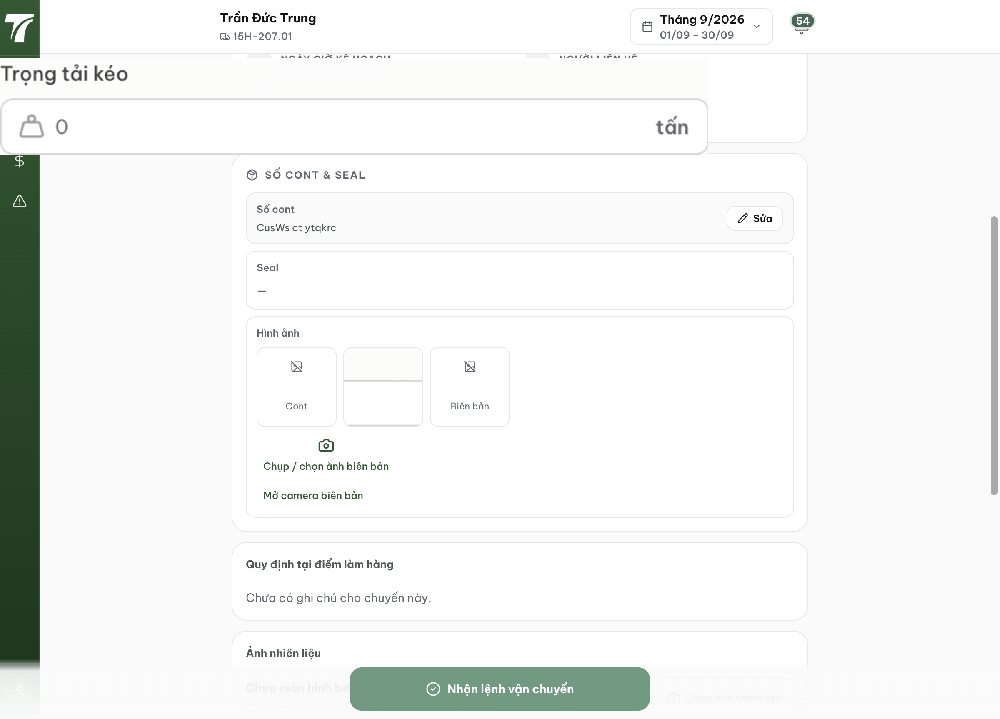 Trần Đức Trung
15H-207.01
Tháng 9/2026
01/09 – 30/09
54
NGÀY GIỜ KẾ HOẠCH
NGƯỜI LIÊN HỆ
Trọng tải kéo
0
tấn
SỐ CONT & SEAL
Số cont
CusWs ct ytqkrc
Sửa
Seal
—
Hình ảnh
Cont
Biên bản
Chụp / chọn ảnh biên bản
Mở camera biên bản
Quy định tại điểm làm hàng
Chưa có ghi chú cho chuyến này.
Ảnh nhiên liệu
Chụp màn hình bơ
Chưa có ảnh nhiên l
Nhận lệnh vận chuyển
Chụp ảnh nhiên liệu